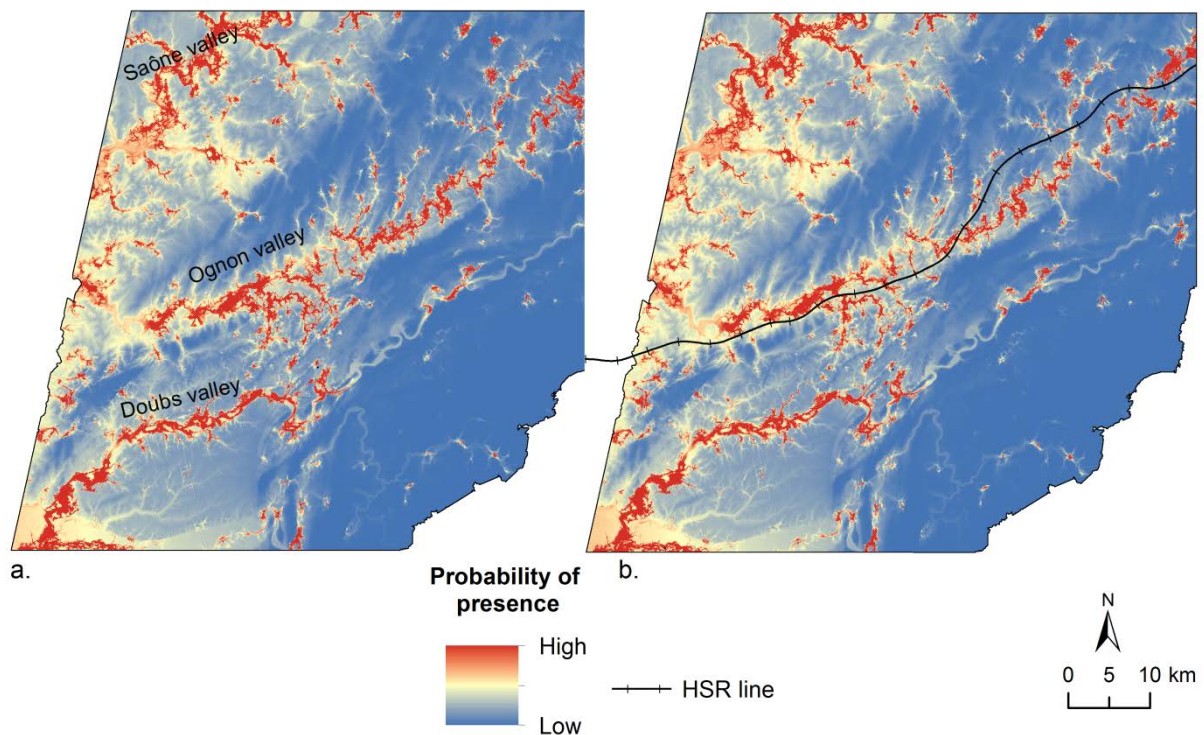 Saône valley
Ognon valley
Doubs valley
a.
b.
Probability of
presence
High
Low
HSR line
N
0 5 10 km